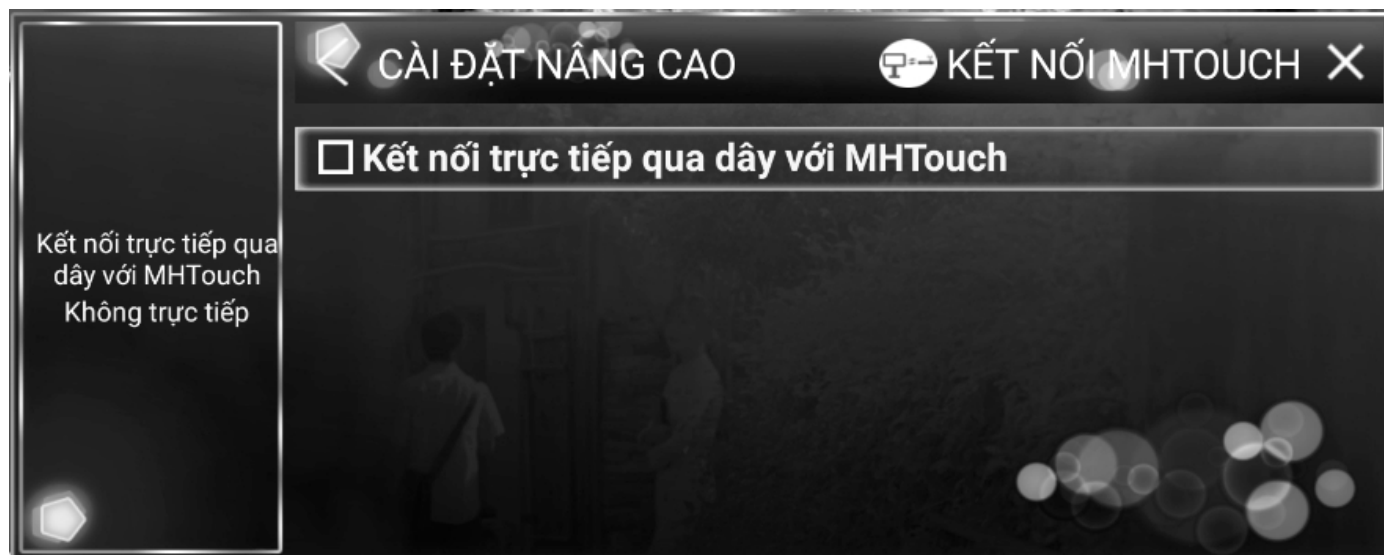 CÀI ĐẶT NÂNG CAO
KẾT NỐI MHTOUCH
Kết nối trực tiếp qua dây với MHTouch
Kết nối trực tiếp qua
dây với MHTouch
Không trực tiếp